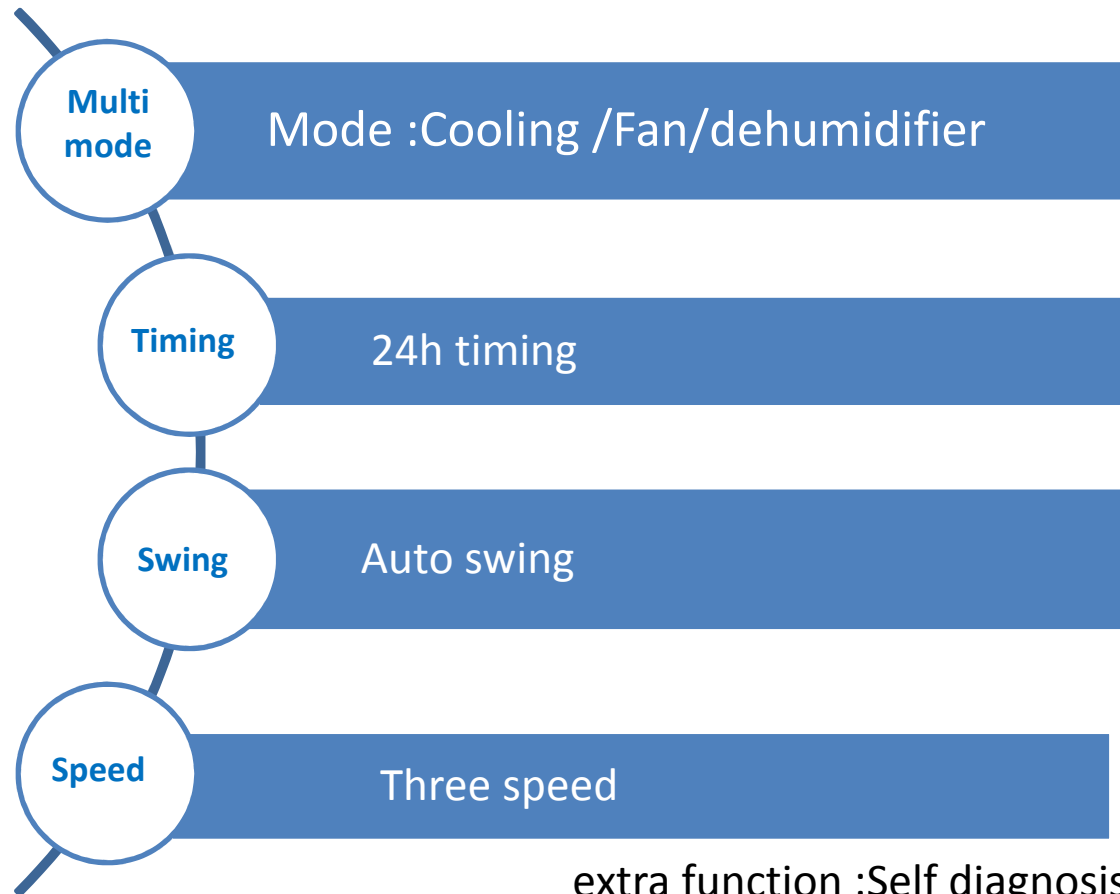 Multi
mode
Mode :Cooling /Fan/dehumidifier
Timing
24h timing
Swing
Auto swing
Speed
Three speed
extra function :Self diagnosis